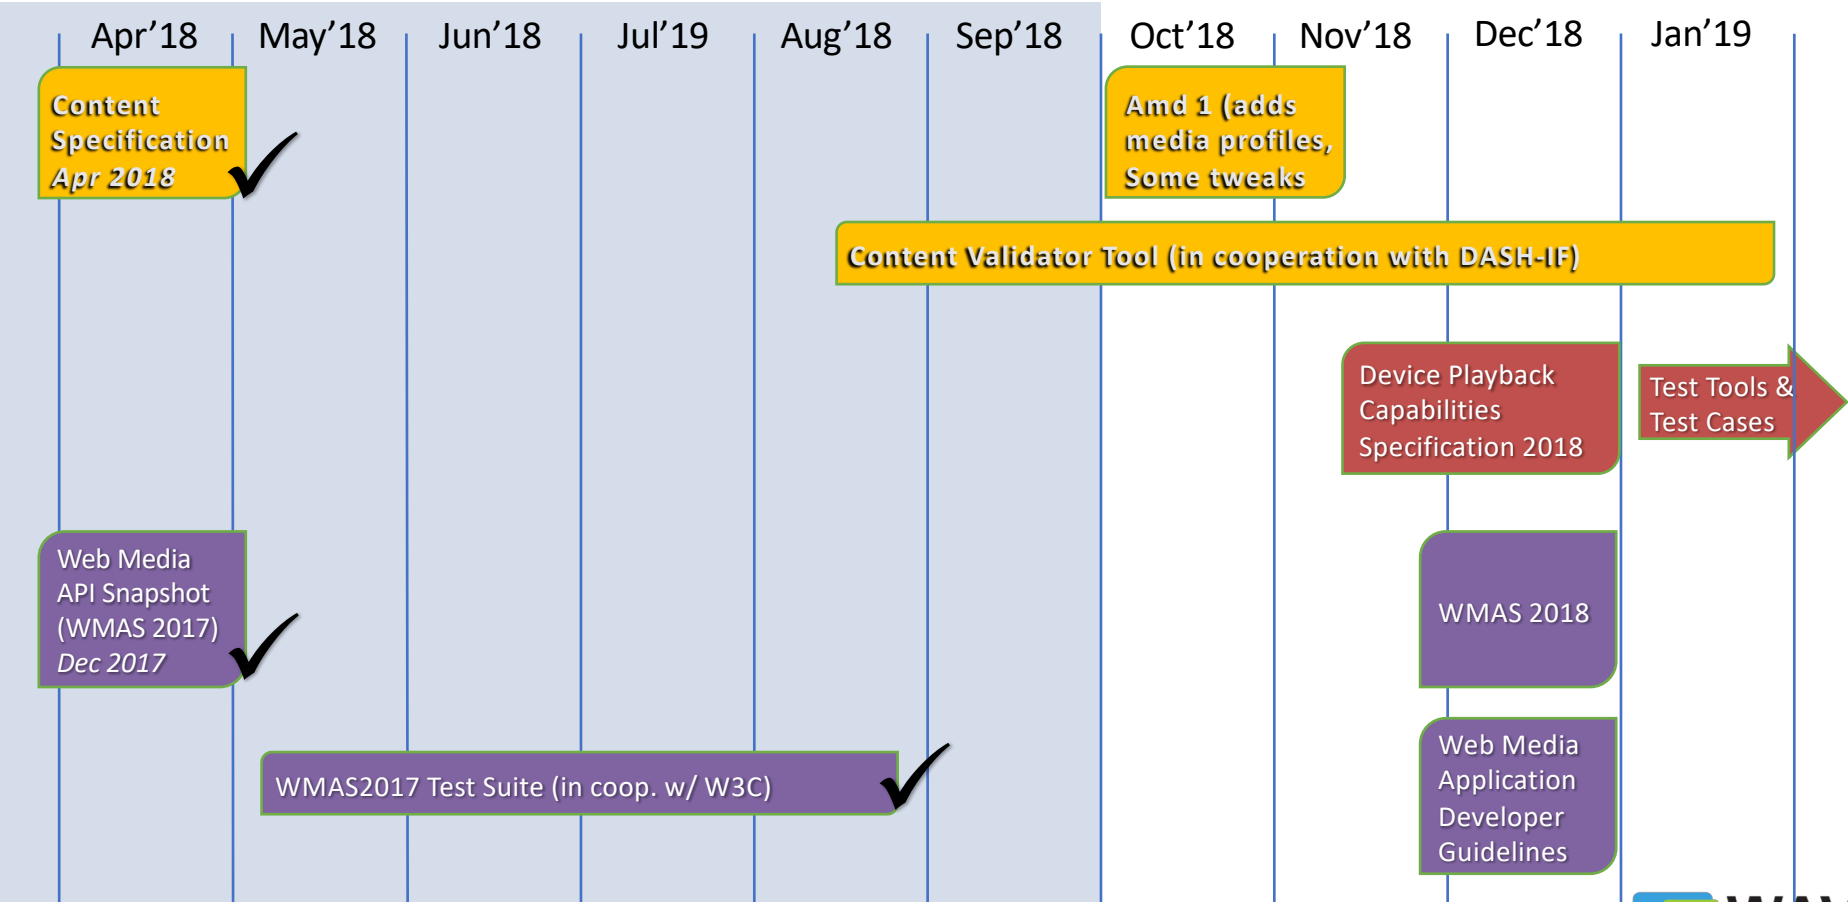 Apr’18
May’18
Jun’18
Jul’19
Aug’18
Sep’18
Oct’18
Nov’18
Dec’18
Jan’19
Content
Specification
Apr 2018
Amd 1 (adds
media profiles,
Some tweaks
Content Validator Tool (in cooperation with DASH-IF)
Device Playback
Capabilities
Specification 2018
Test Tools &
Test Cases
Web Media
API Snapshot
(WMAS 2017)
Dec 2017
WMAS 2018
WMAS2017 Test Suite (in coop. w/ W3C)
Web Media
Application
Developer
Guidelines